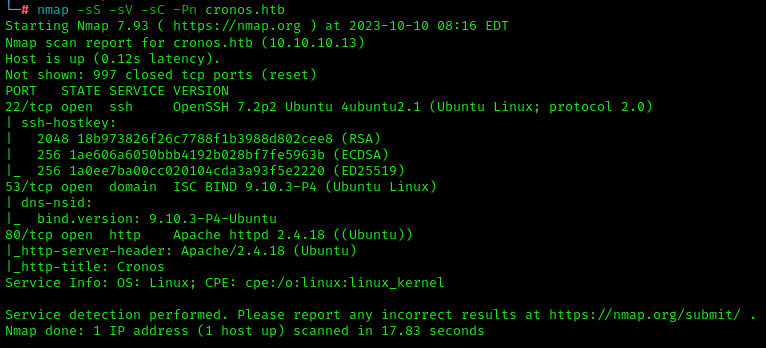 └─# nmap -sS -sV -sC -Pn cronos.htb
Starting Nmap 7.93 ( https://nmap.org ) at 2023-10-10 08:16 EDT
Nmap scan report for cronos.htb (10.10.10.13)
Host is up (0.12s latency).
Not shown: 997 closed tcp ports (reset)
PORT   STATE SERVICE VERSION
22/tcp open  ssh     OpenSSH 7.2p2 Ubuntu 4ubuntu2.1 (Ubuntu Linux; protocol 2.0)
| ssh-hostkey:
|   2048 18b973826f26c7788f1b3988d802cee8 (RSA)
|   256 1ae606a6050bbb4192b028bf7fe5963b (ECDSA)
|_  256 1a0ee7ba00cc020104cda3a93f5e2220 (ED25519)
53/tcp open  domain  ISC BIND 9.10.3-P4 (Ubuntu Linux)
| dns-nsid:
|_  bind.version: 9.10.3-P4-Ubuntu
80/tcp open  http    Apache httpd 2.4.18 ((Ubuntu))
|_http-server-header: Apache/2.4.18 (Ubuntu)
|_http-title: Cronos
Service Info: OS: Linux; CPE: cpe:/o:linux:linux_kernel

Service detection performed. Please report any incorrect results at https://nmap.org/submit/ .
Nmap done: 1 IP address (1 host up) scanned in 17.83 seconds